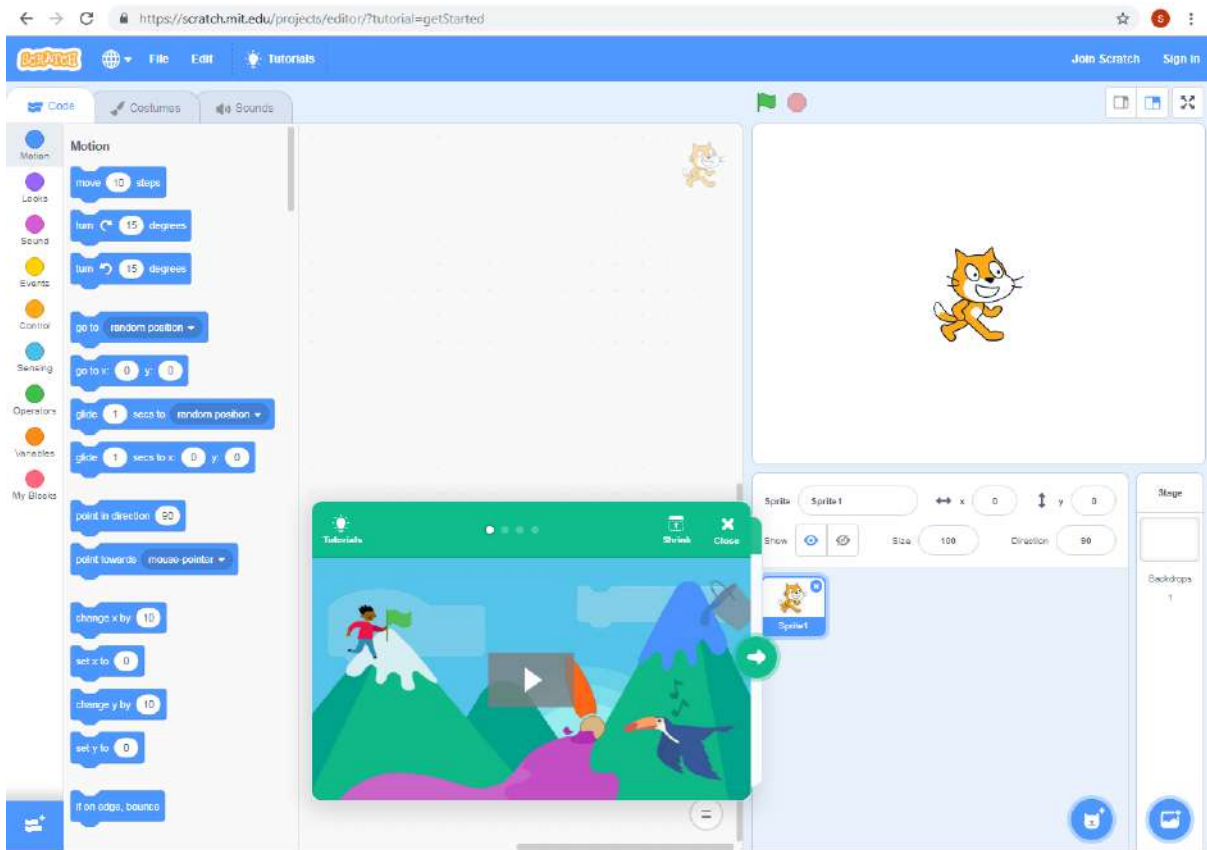 https://scratch.mit.edu/projects/editor/?tutorial=getStarted
S
SCRATCH File Edit Tutorials Join Scratch Sign in
Code Costumes Sounds
Motion
Looks
Sound
Events
Control
Sensing
Operators
Variables
My Blocks
Motion
move 10 steps
turn 15 degrees
turn 15 degrees
go to random position
go to x: 0 y: 0
glide 1 secs to random position
glide 1 secs to x: 0 y: 0
point in direction 90
point towards mouse-pointer
change x by 10
set x to 0
change y by 10
set y to 0
if on edge, bounce
Tutorials Shrink Close
Sprite Sprite1 x 0 y 0
Show Size 100 Direction 90
Sprite1
Stage
Backdrops
1